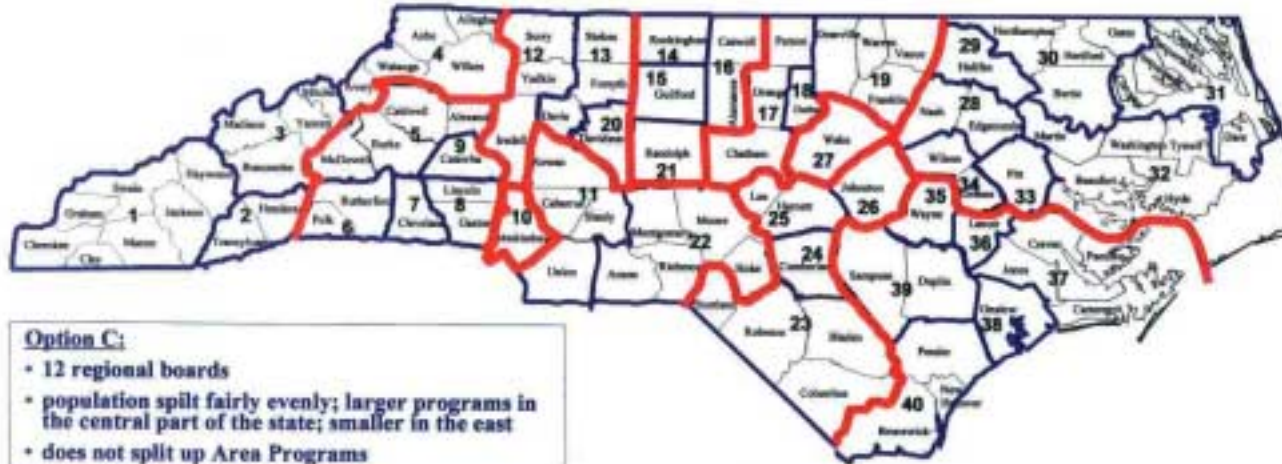 Alleghany
Ashe
4
Watauga
Wilkes
Avery
Surry
12
Yadkin
Stokes
13
Forsyth
Rockingham
14
15
Guilford
Caswell
16
Alamance
Person
Orange
17
18
Granville
Warren
Vance
19
Franklin
29
Halifax
Northampton
30
Hertford
Gates
Bertie
31
Dare
Madison
3
Yancey
Buncombe
McDowell
Caldwell
5
Burke
Alexander
9
Catawba
Iredell
Davie
20
Davidson
Rowan
Randolph
21
Chatham
Wake
27
Nash
28
Edgecombe
Martin
Washington
Tyrrell
32
Hyde
Beaufort
Wilson
34
Pitt
33
Haywood
Swain
Graham
1
Jackson
Cherokee
Macon
Clay
2
Henderson
Transylvania
Polk
Rutherford
6
7
Cleveland
Lincoln
8
Gaston
10
Mecklenburg
11
Cabarrus
Stanly
Union
Anson
Montgomery
Moore
22
Richmond
Hoke
Lee
Harnett
25
Johnston
26
24
Cumberland
Wayne
35
Lenoir
36
Craven
Pamlico
Jones
37
Carteret
Onslow
38
Sampson
Duplin
39
Robeson
23
Bladen
Columbus
Pender
New
Hanover
40
Brunswick
Option C:
• 12 regional boards
• population spilt fairly evenly; larger programs in
the central part of the state; smaller in the east
• does not split up Area Programs